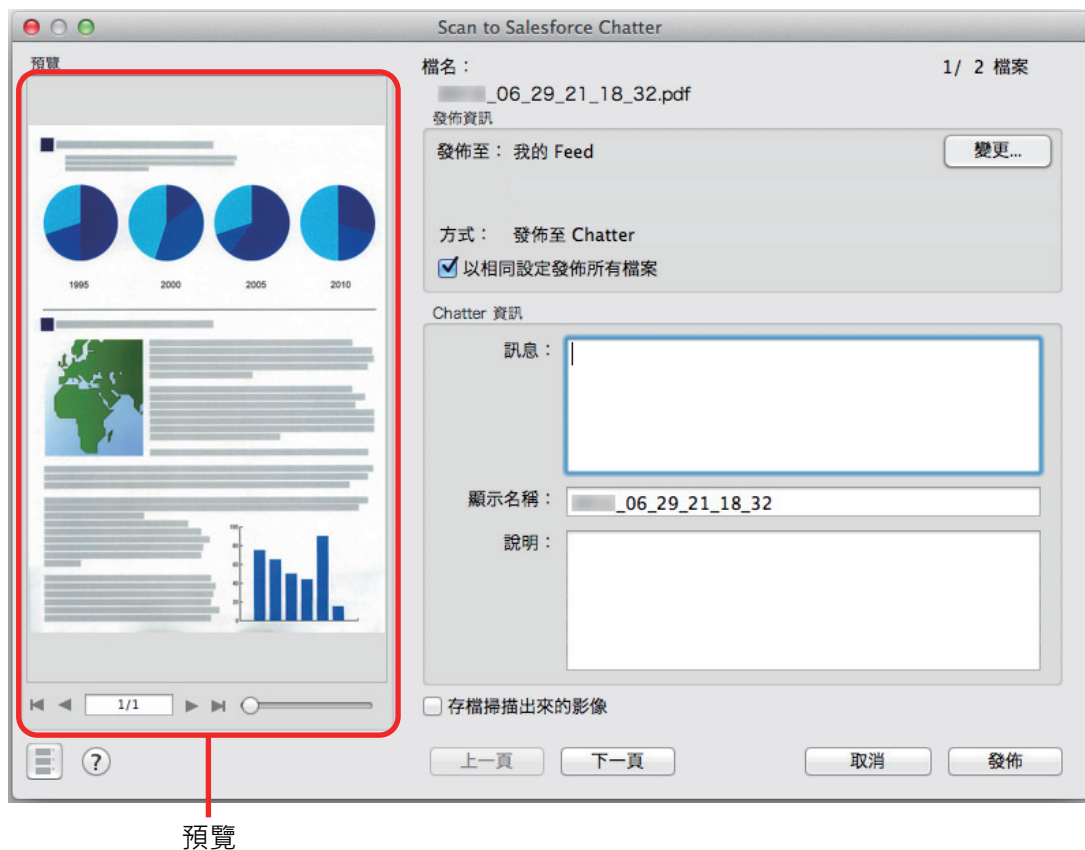 Scan to Salesforce Chatter
預覽
檔名：
1/ 2 檔案
_06_29_21_18_32.pdf
發佈資訊
發佈至：我的 Feed
變更...
方式： 發佈至 Chatter
以相同設定發佈所有檔案
1995 2000 2005 2010
Chatter 資訊
訊息：
顯示名稱：
_06_29_21_18_32
說明：
1/1
存檔掃描出來的影像
?
上一頁
下一頁
取消
發佈
預覽